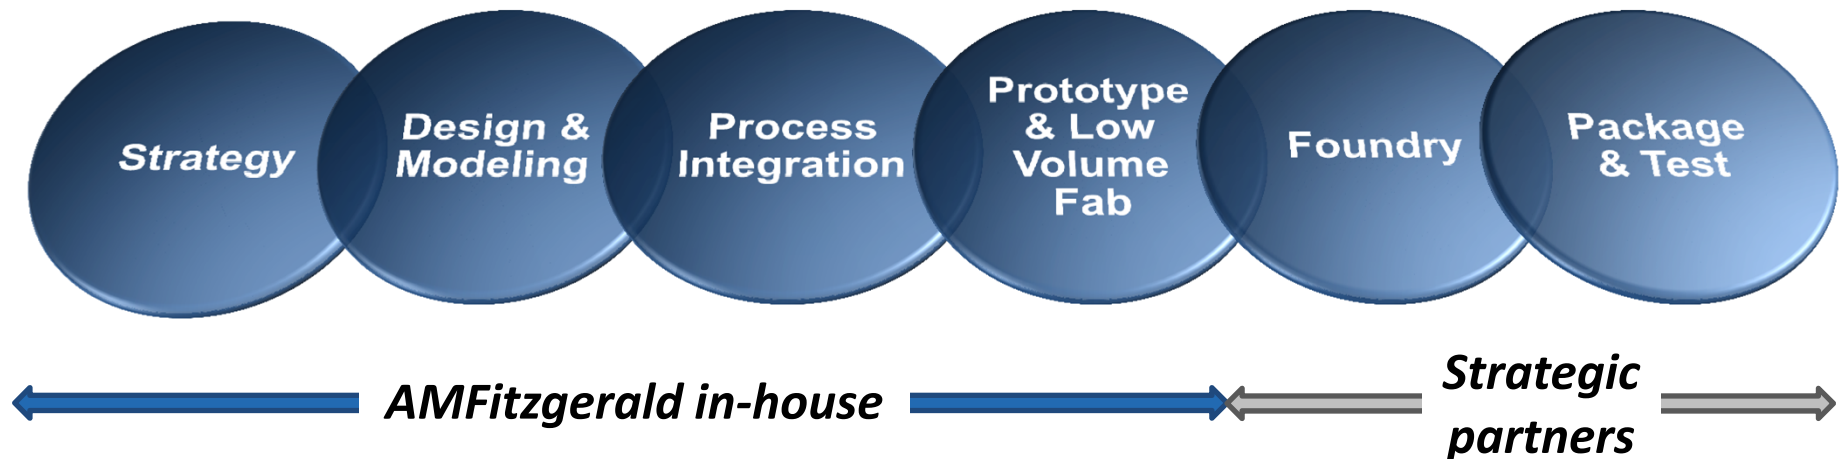 Strategy
Design &
Modeling
Process
Integration
Prototype
& Low
Volume
Fab
Foundry
Package
& Test
AMFitzgerald in-house
Strategic
partners